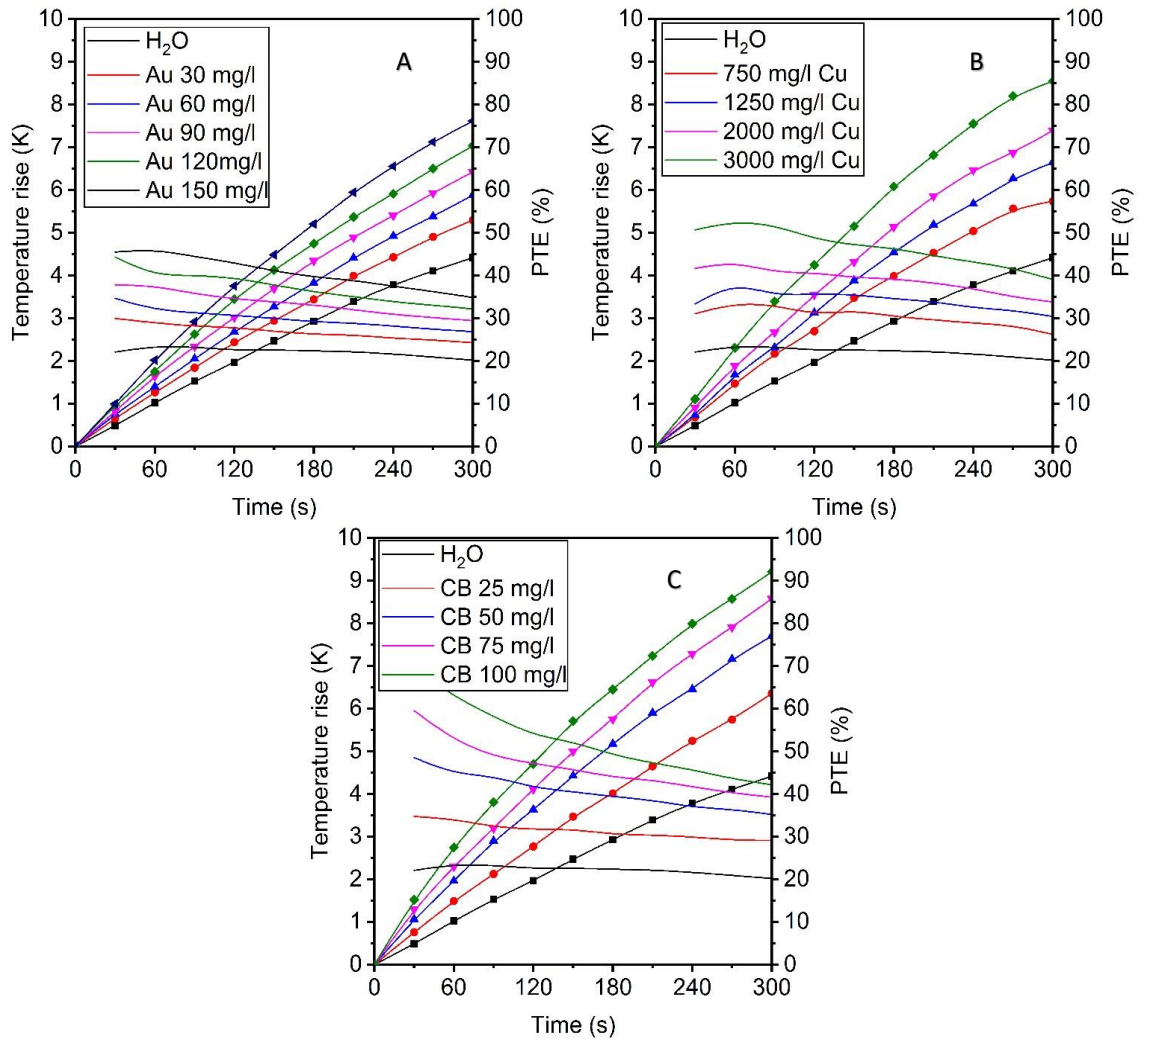 A
H₂O
Au 30 mg/l
Au 60 mg/l
Au 90 mg/l
Au 120mg/l
Au 150 mg/l
Temperature rise (K)
10
9
8
7
6
5
4
3
2
1
0
PTE (%)
100
90
80
70
60
50
40
30
20
10
0
0 60 120 180 240 300
Time (s)
B
H₂O
750 mg/l Cu
1250 mg/l Cu
2000 mg/l Cu
3000 mg/l Cu
Temperature rise (K)
10
9
8
7
6
5
4
3
2
1
0
PTE (%)
100
90
80
70
60
50
40
30
20
10
0
0 60 120 180 240 300
Time (s)
C
H₂O
CB 25 mg/l
CB 50 mg/l
CB 75 mg/l
CB 100 mg/l
Temperature rise (K)
10
9
8
7
6
5
4
3
2
1
0
PTE (%)
100
90
80
70
60
50
40
30
20
10
0
0 60 120 180 240 300
Time (s)